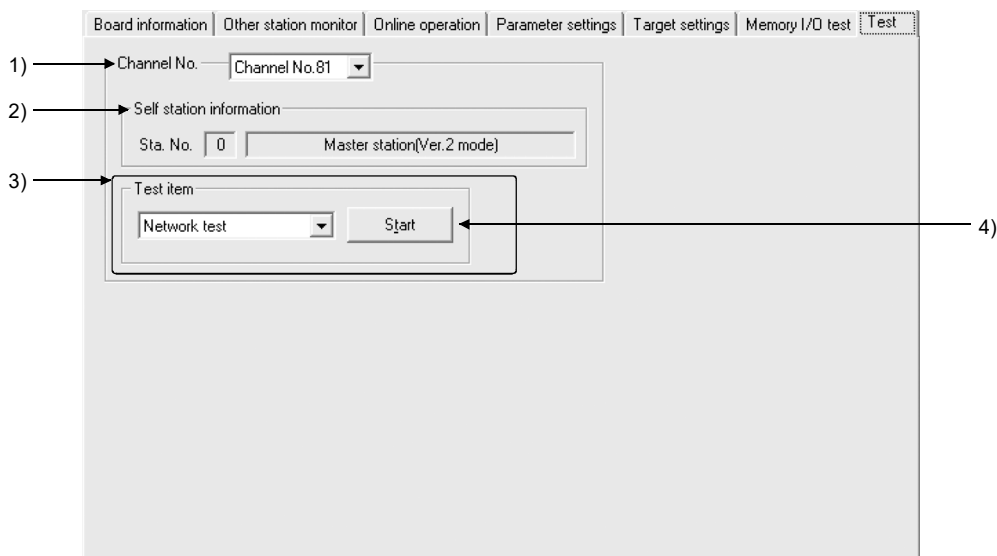 Board information Other station monitor Online operation Parameter settings Target settings Memory I/O test Test
1) Channel No. Channel No.81
2) Self station information
Sta. No. 0 Master station(Ver.2 mode)
3) Test item
Network test Start 4)